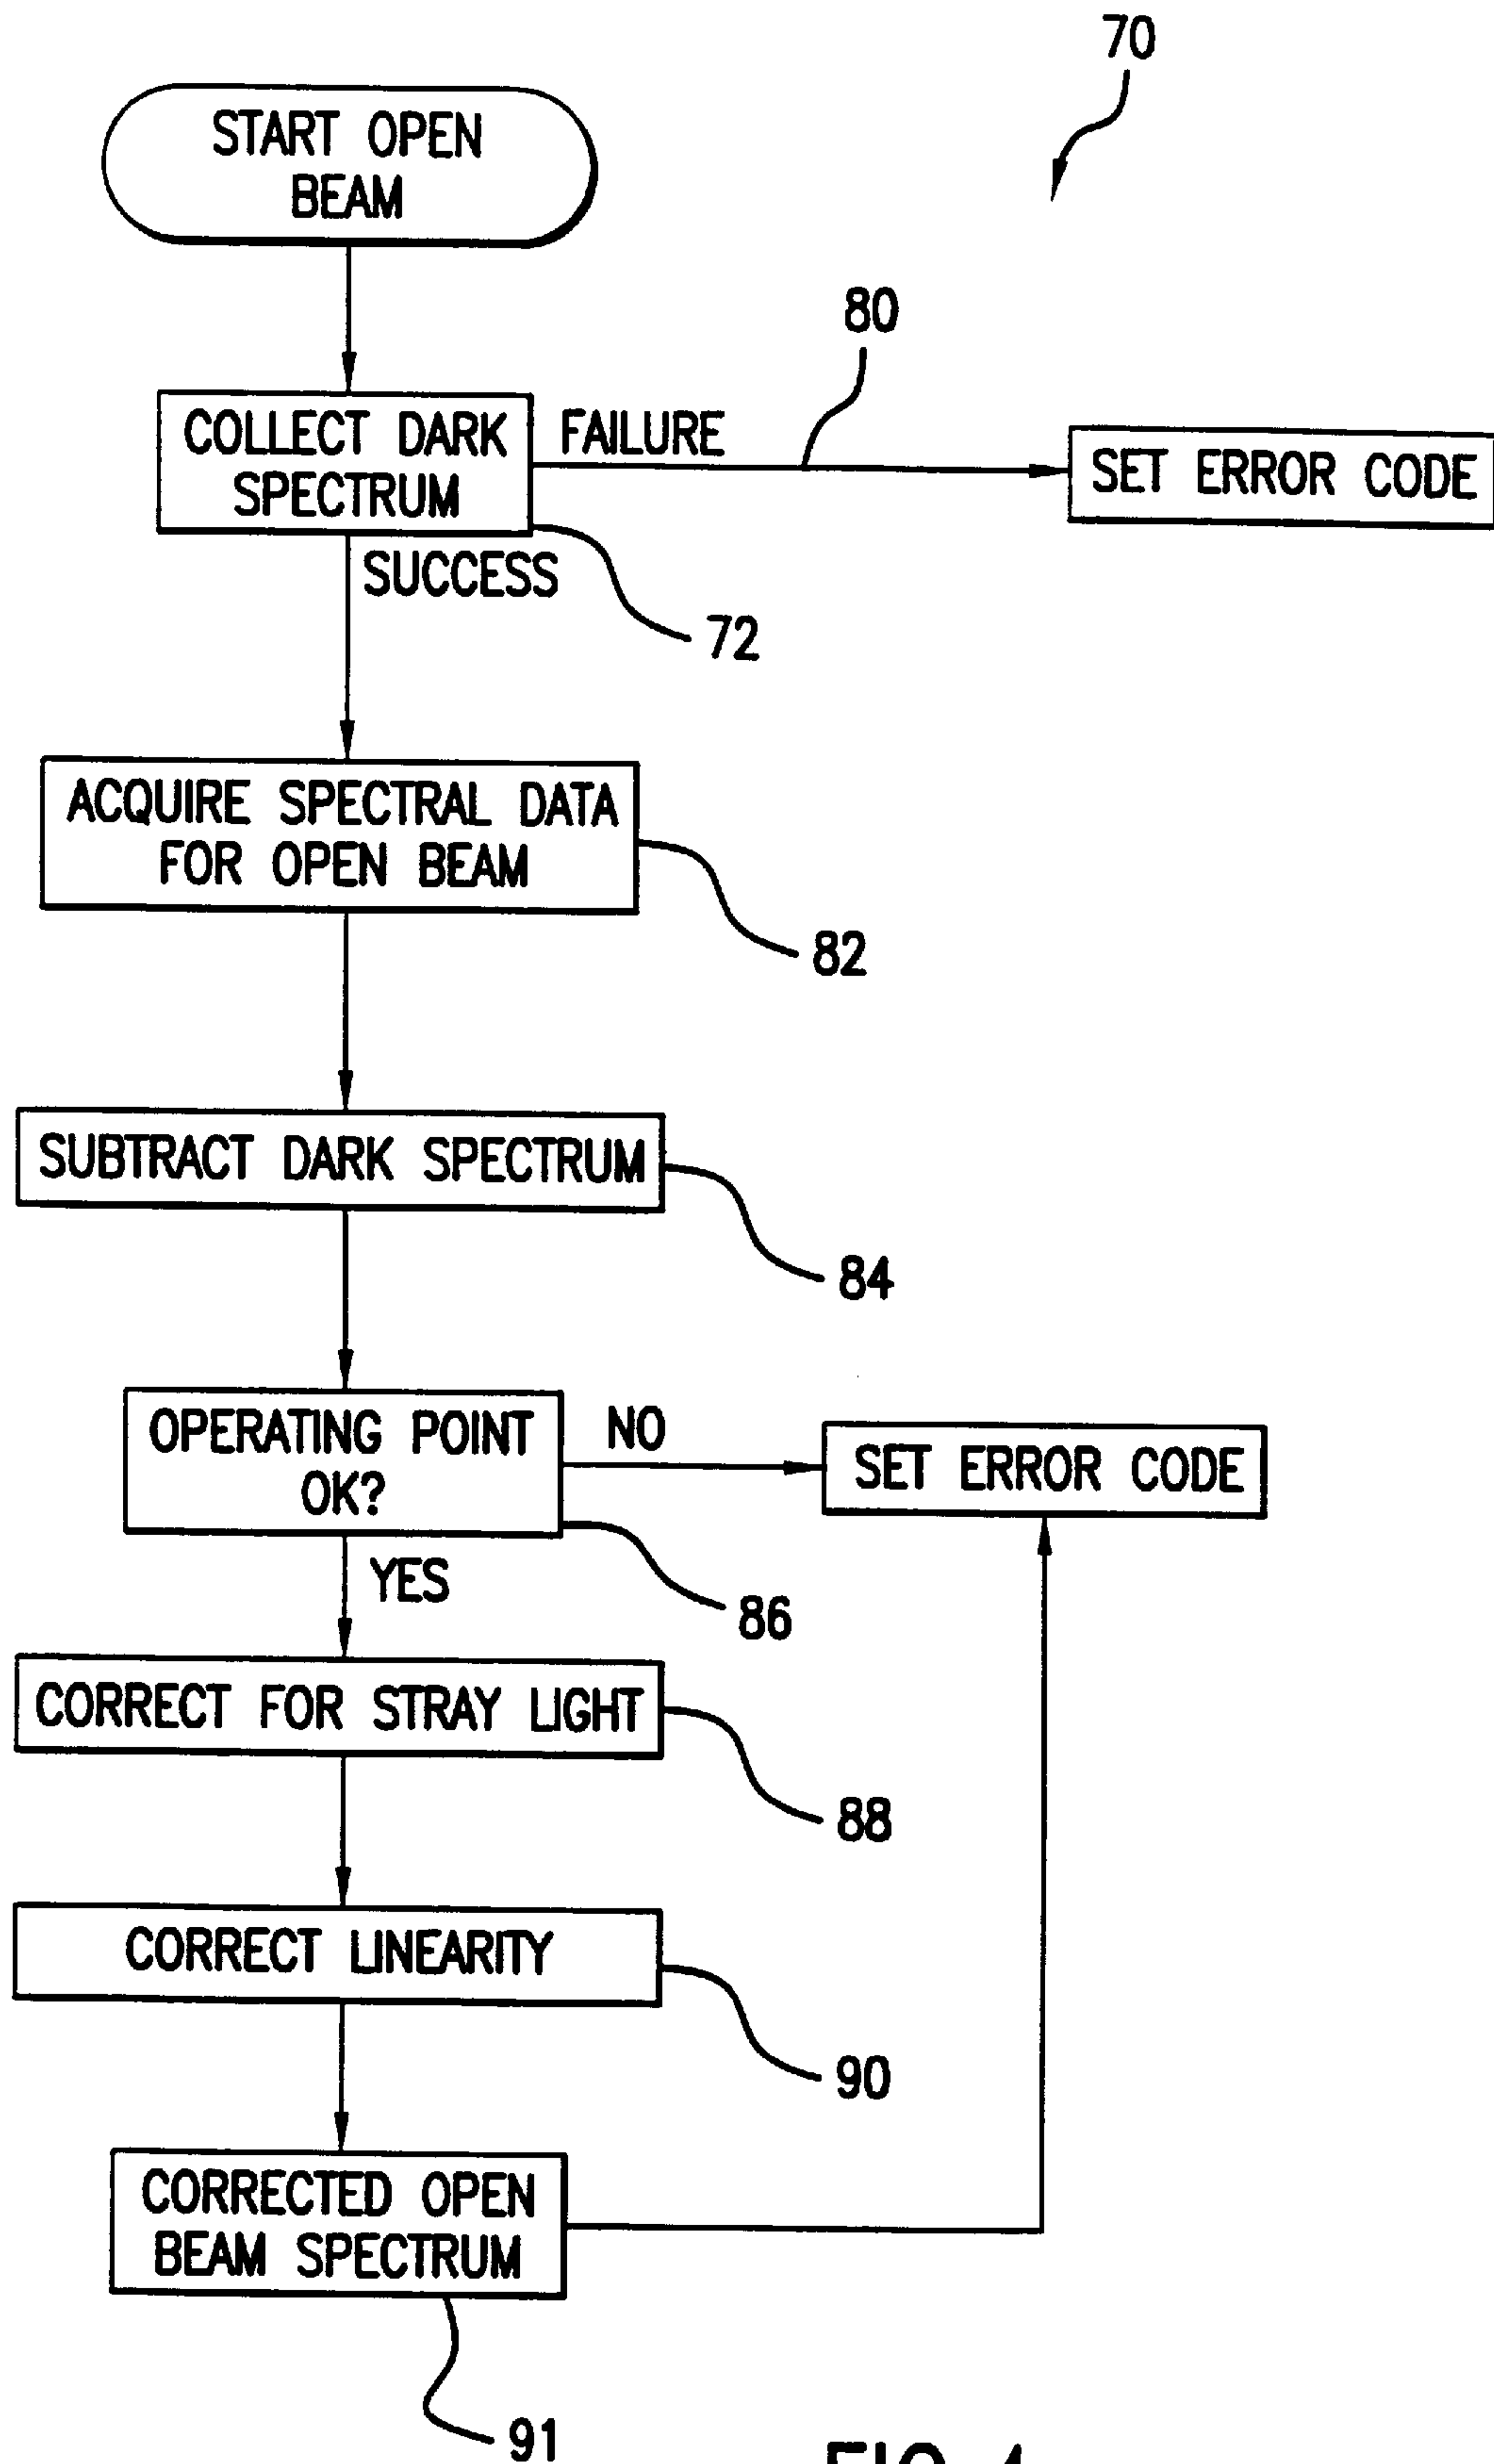 70
START OPEN
BEAM
80
COLLECT DARK
SPECTRUM
FAILURE
SET ERROR CODE
SUCCESS
72
ACQUIRE SPECTRAL DATA
FOR OPEN BEAM
82
SUBTRACT DARK SPECTRUM
84
OPERATING POINT
OK?
NO
SET ERROR CODE
YES
86
CORRECT FOR STRAY LIGHT
88
CORRECT LINEARITY
90
CORRECTED OPEN
BEAM SPECTRUM
91